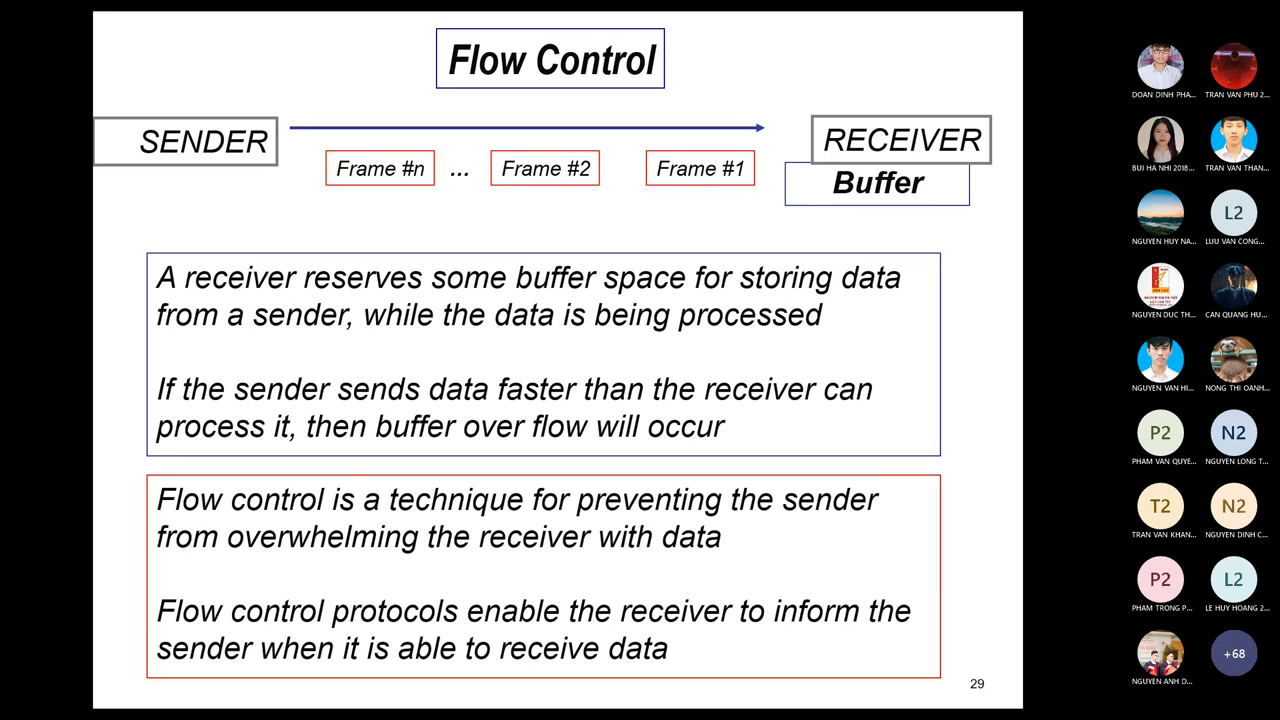 Flow Control
SENDER
RECEIVER
Frame #n
...
Frame #2
Frame #1
Buffer
A receiver reserves some buffer space for storing data
from a sender, while the data is being processed
If the sender sends data faster than the receiver can
process it, then buffer over flow will occur
Flow control is a technique for preventing the sender
from overwhelming the receiver with data
Flow control protocols enable the receiver to inform the
sender when it is able to receive data
29
DOAN DINH PHA...
TRAN VAN PHU 2...
BUI HA NHI 2018...
TRAN VAN THAN...
NGUYEN HUY NA...
L2
LUU VAN CONG...
NGUYEN DUC TH...
CAN QUANG HU...
NGUYEN VAN HI...
NONG THI OANH...
P2
N2
PHAM VAN QUYE...
NGUYEN LONG T...
T2
N2
TRAN VAN KHAN...
NGUYEN DINH C...
P2
L2
PHAM TRONG P...
LE HUY HOANG 2...
+68
NGUYEN ANH D...